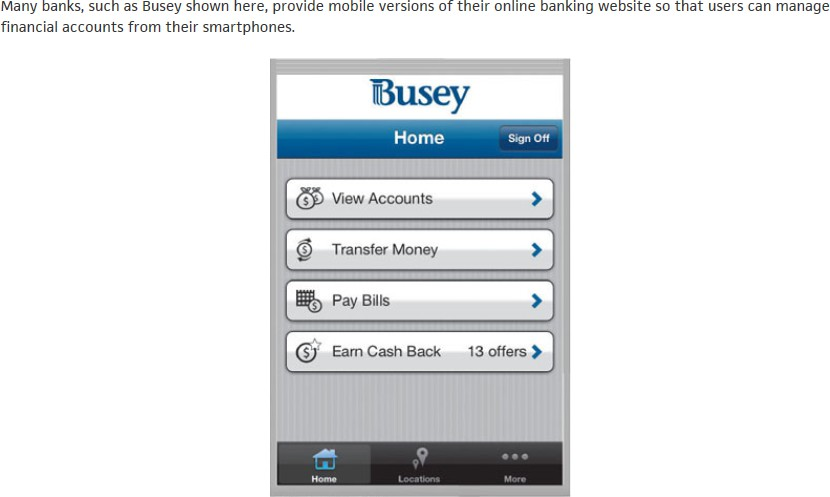 Many banks, such as Busey shown here, provide mobile versions of their online banking website so that users can manage
financial accounts from their smartphones.
Busey
Home Sign Off
View Accounts
Transfer Money
Pay Bills
Earn Cash Back 13 offers
Home Locations More